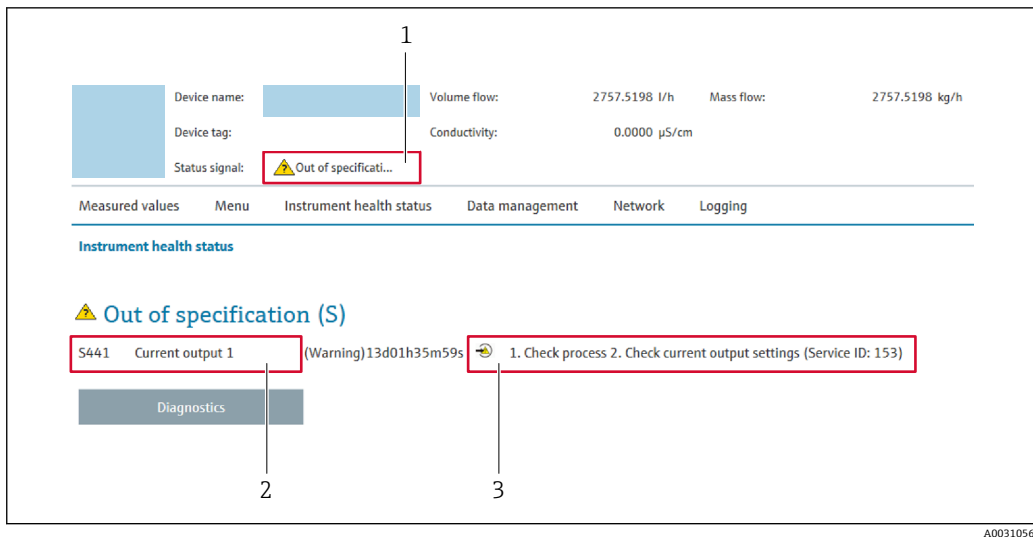 1
Device name: Volume flow: 2757.5198 l/h Mass flow: 2757.5198 kg/h
Device tag: Conductivity: 0.0000 µS/cm
Status signal: Out of specificati...
Measured values Menu Instrument health status Data management Network Logging
Instrument health status
Out of specification (S)
S441 Current output 1 (Warning)13d01h35m59s 1. Check process 2. Check current output settings (Service ID: 153)
Diagnostics
2 3
A0031056